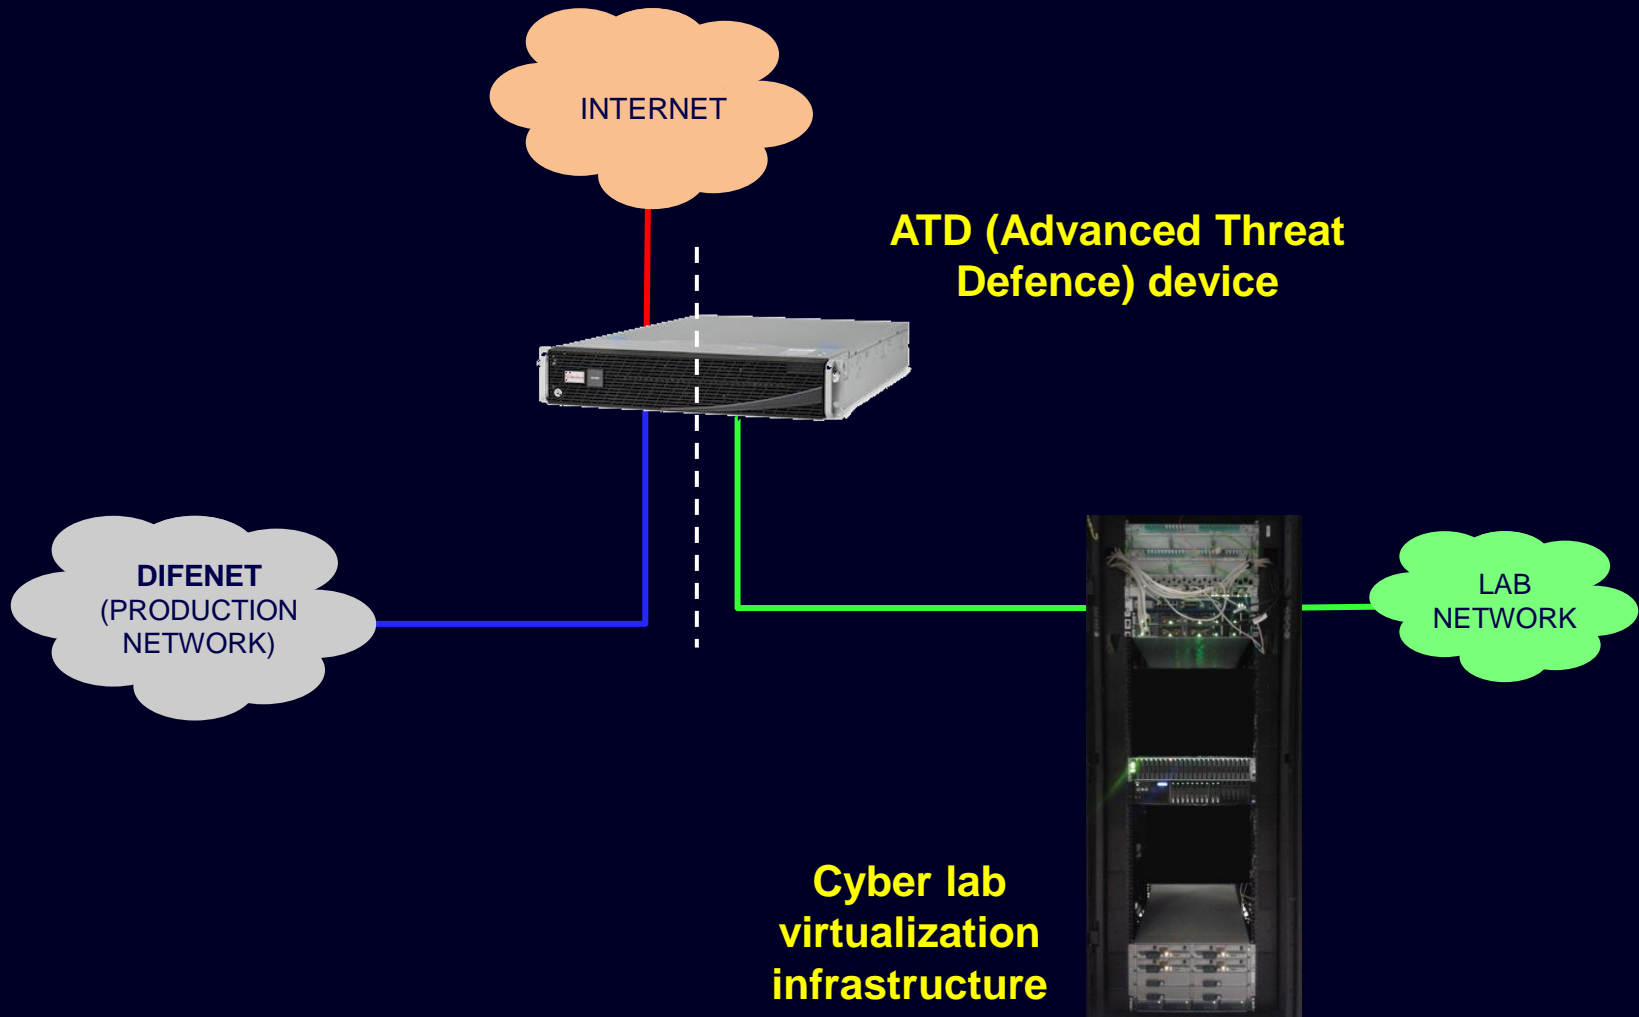 INTERNET
ATD (Advanced Threat
Defence) device
DIFENET
(PRODUCTION
NETWORK)
LAB
NETWORK
Cyber lab
virtualization
infrastructure